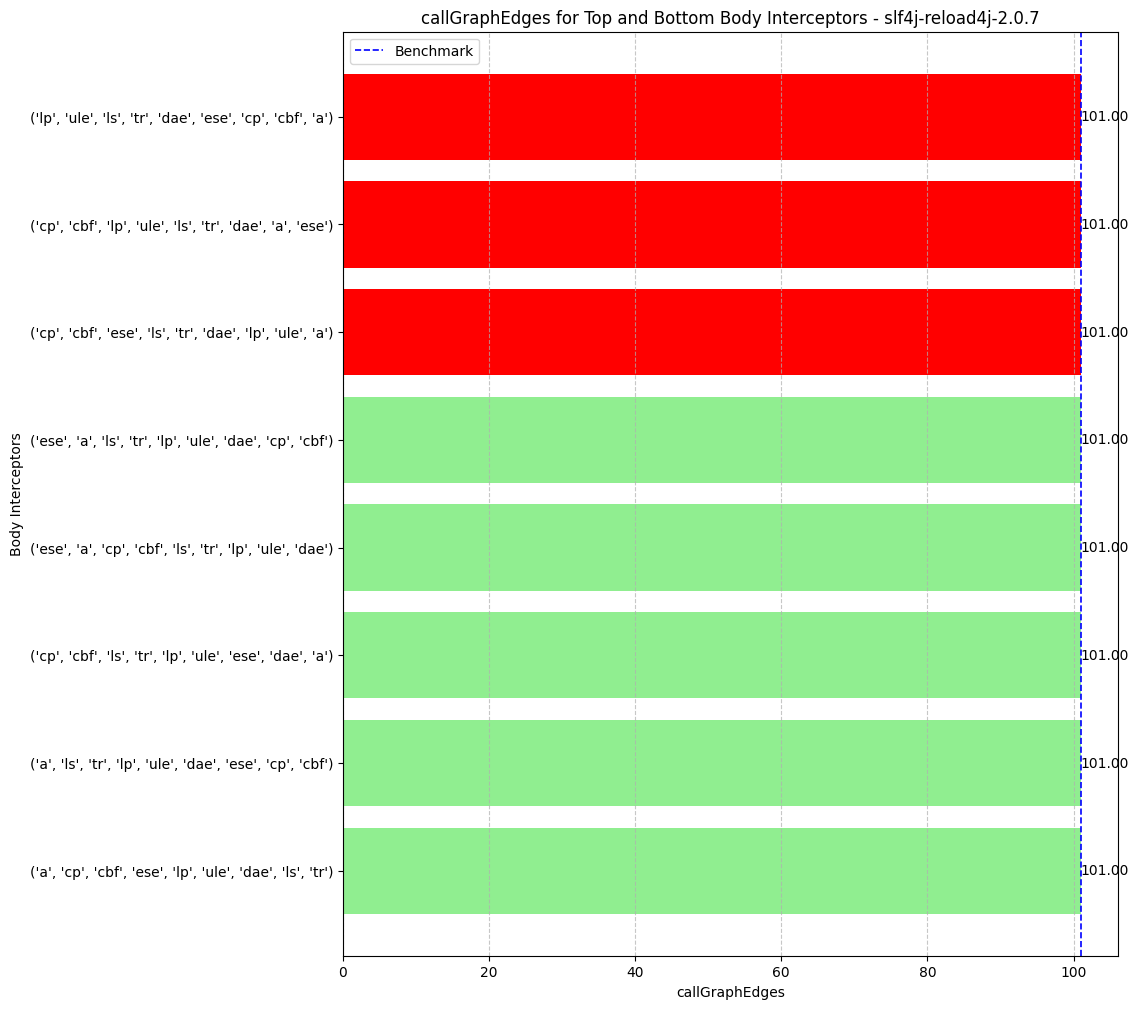 callGraphEdges for Top and Bottom Body Interceptors - slf4j-reload4j-2.0.7
Benchmark
('lp', 'ule', 'ls', 'tr', 'dae', 'ese', 'cp', 'cbf', 'a')
101.00
('cp', 'cbf', 'lp', 'ule', 'ls', 'tr', 'dae', 'a', 'ese')
101.00
('cp', 'cbf', 'ese', 'ls', 'tr', 'dae', 'lp', 'ule', 'a')
101.00
('ese', 'a', 'ls', 'tr', 'lp', 'ule', 'dae', 'cp', 'cbf')
101.00
Body Interceptors
('ese', 'a', 'cp', 'cbf', 'ls', 'tr', 'lp', 'ule', 'dae')
101.00
('cp', 'cbf', 'ls', 'tr', 'lp', 'ule', 'ese', 'dae', 'a')
101.00
('a', 'ls', 'tr', 'lp', 'ule', 'dae', 'ese', 'cp', 'cbf')
101.00
('a', 'cp', 'cbf', 'ese', 'lp', 'ule', 'dae', 'ls', 'tr')
101.00
0 20 40 60 80 100
callGraphEdges